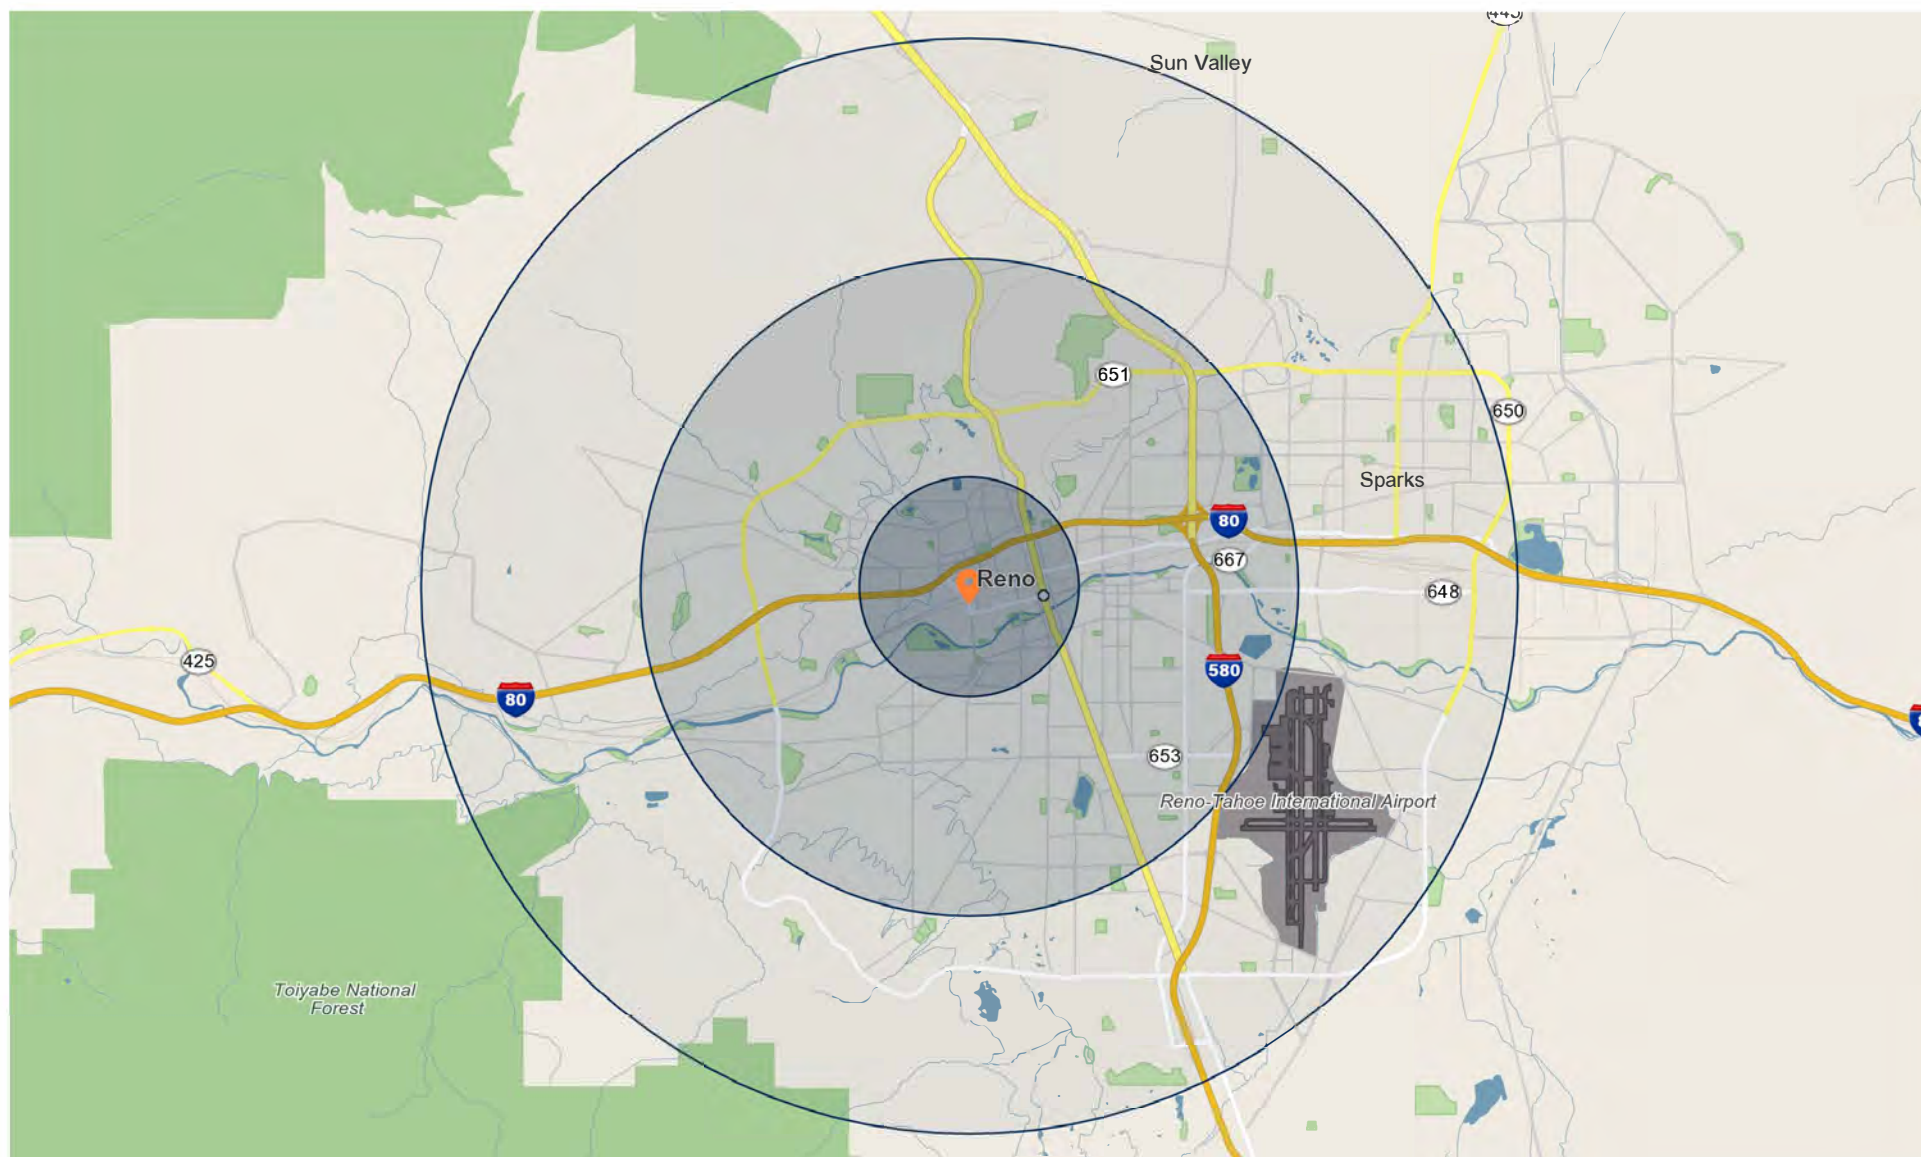 445
Sun Valley
651
650
Sparks
80
667
Reno
648
425
580
80
653
Reno-Tahoe International Airport
Toiyabe National
Forest